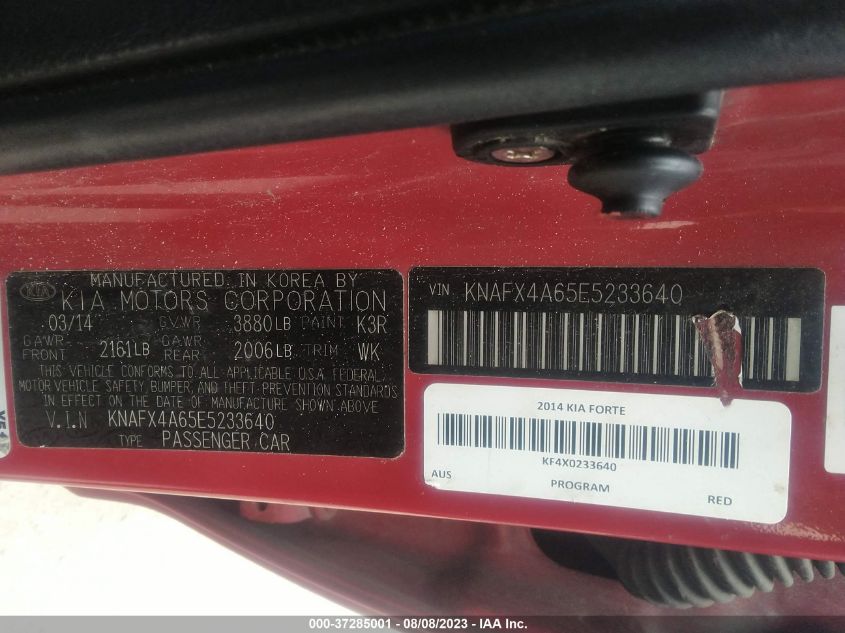 KIA
MANUFACTURED IN KOREA BY
KIA MOTORS CORPORATION
03/14 GVWR 3880LB PAINT K3R
GAWR FRONT 2161LB GAWR REAR 2006LB TRIM WK
THIS VEHICLE CONFORMS TO ALL APPLICABLE U.S.A. FEDERAL
MOTOR VEHICLE SAFETY, BUMPER, AND THEFT PREVENTION STANDARDS
IN EFFECT ON THE DATE OF MANUFACTURE SHOWN ABOVE
V.I.N KNAFX4A65E5233640
TYPE PASSENGER CAR
VIN KNAFX4A65E5233640
2014 KIA FORTE
KF4X0233640
AUS
PROGRAM
RED
000-37285001 - 08/08/2023 - IAA Inc.